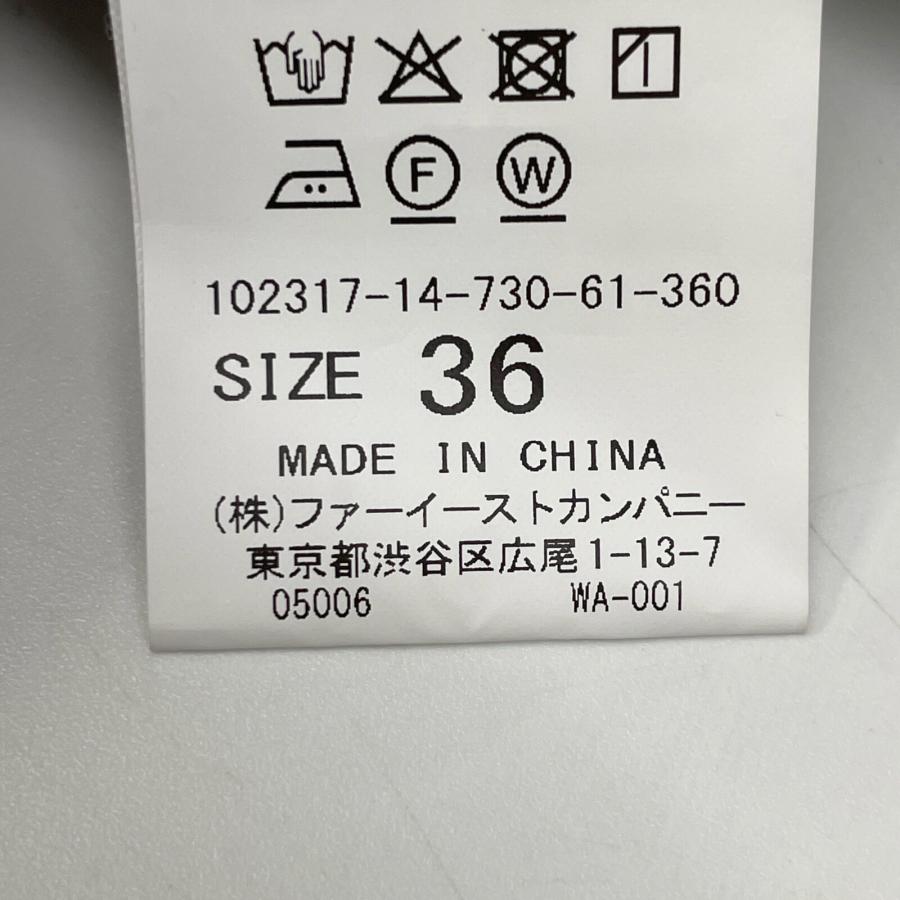 F W
102317-14-730-61-360
SIZE 36
MADE IN CHINA
(株)ファーイーストカンパニー
東京都渋谷区広尾1-13-7
05006 WA-001